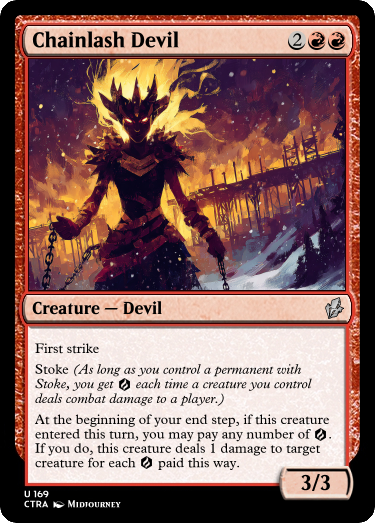 Chainlash Devil 2
Creature — Devil
First strike
Stoke (As long as you control a permanent with
Stoke, you get each time a creature you control
deals combat damage to a player.)
At the beginning of your end step, if this creature
entered this turn, you may pay any number of .
If you do, this creature deals 1 damage to target
creature for each paid this way.
3/3
U 169
CTRA Midjourney